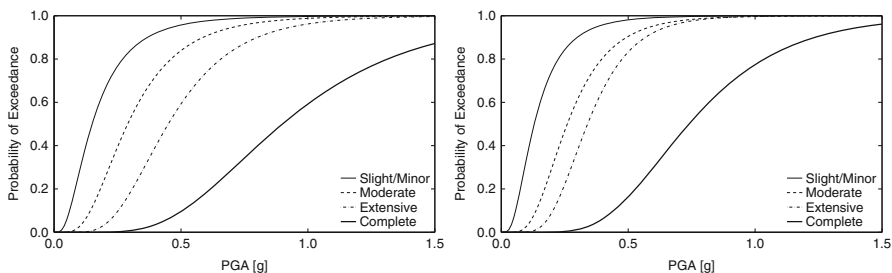 1.0
0.8
0.6
0.4
0.2
0.0
Probability of Exceedance
0.0 0.5 1.0 1.5
PGA [g]
Slight/Minor
Moderate
Extensive
Complete
1.0
0.8
0.6
0.4
0.2
0.0
Probability of Exceedance
0.0 0.5 1.0 1.5
PGA [g]
Slight/Minor
Moderate
Extensive
Complete